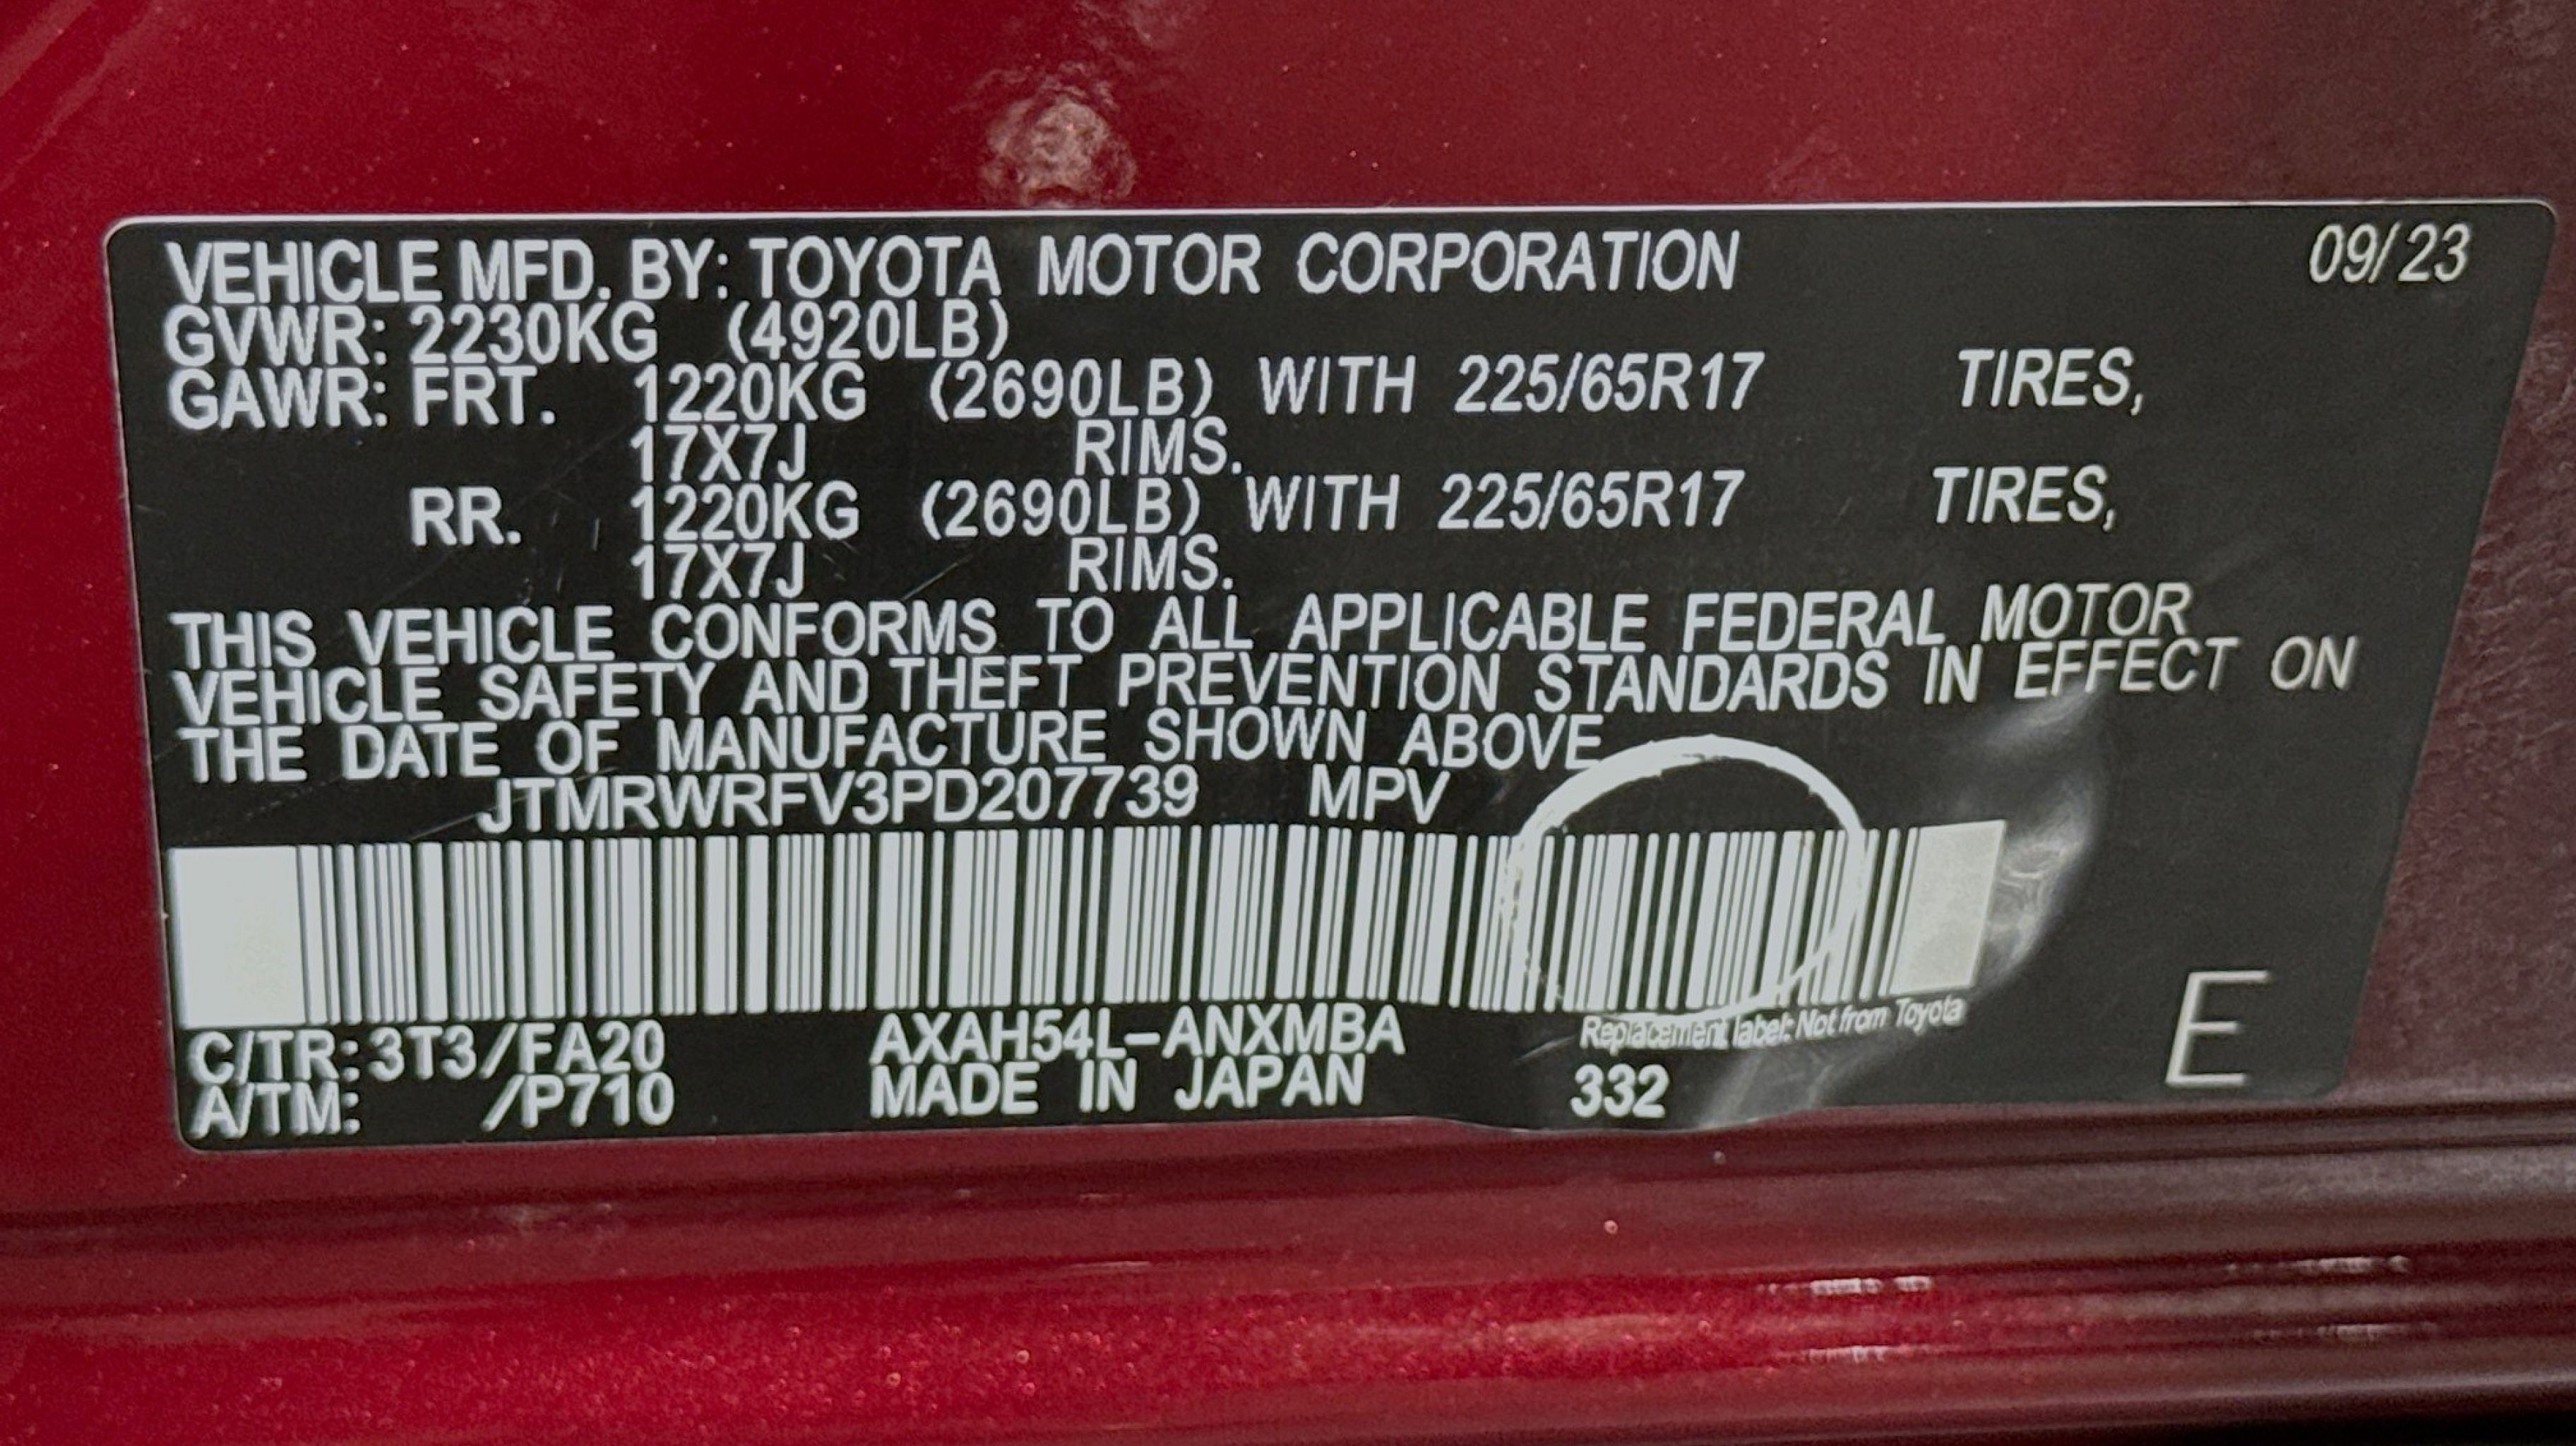 VEHICLE MFD. BY: TOYOTA MOTOR CORPORATION 09/23
GVWR: 2230KG (4920LB)
GAWR: FRT. 1220KG (2690LB) WITH 225/65R17 TIRES,
17X7J RIMS.
RR. 1220KG (2690LB) WITH 225/65R17 TIRES,
17X7J RIMS.
THIS VEHICLE CONFORMS TO ALL APPLICABLE FEDERAL MOTOR
VEHICLE SAFETY AND THEFT PREVENTION STANDARDS IN EFFECT ON
THE DATE OF MANUFACTURE SHOWN ABOVE
JTMRWRFV3PD207739 MPV
C/TR: 3T3/FA20 AXAH54L-ANXMBA Replacement label: Not from Toyota
A/TM: /P710 MADE IN JAPAN 332 E